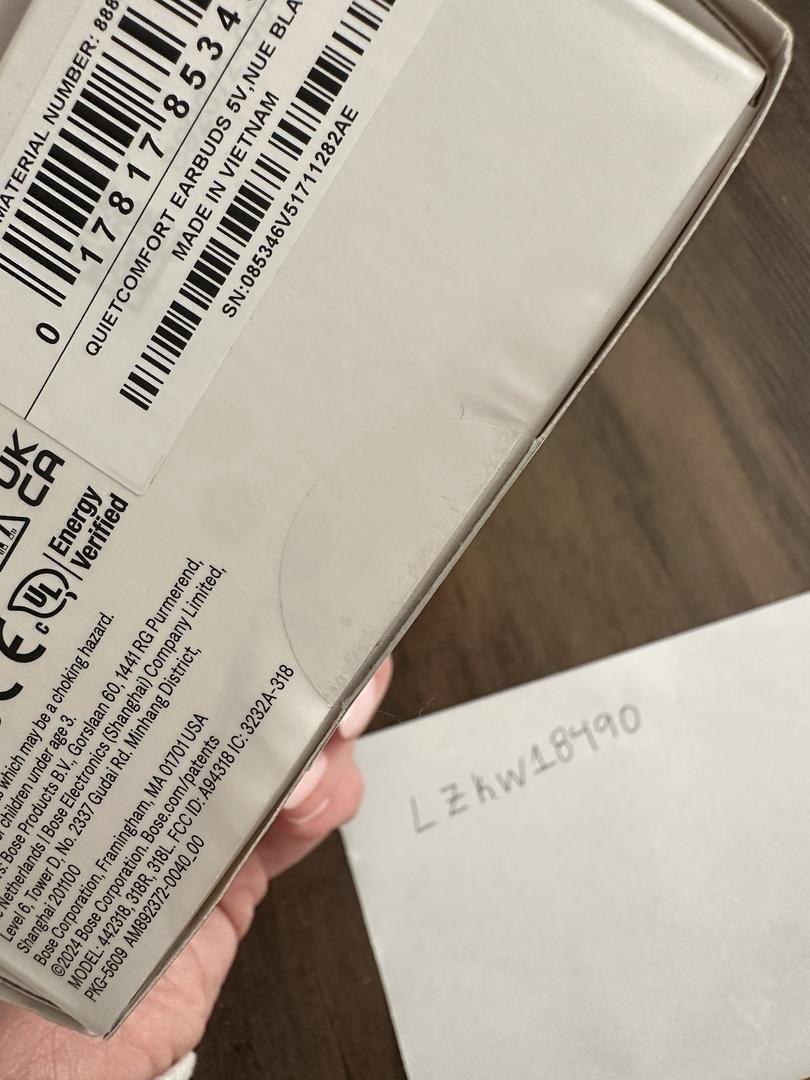 MATERIAL NUMBER: 888
0 17817 8534
QUIETCOMFORT EARBUDS 5V,NUE BLA
MADE IN VIETNAM
SN:085346V51711282AE
UK
CA
CE
c UL
Energy
Verified
which may be a choking hazard.
children under age 3.
Bose Products B.V., Gorslaan 60, 1441 RG Purmerend,
Netherlands | Bose Electronics (Shanghai) Company Limited,
Level 6, Tower D, No. 2337 Gudai Rd. Minhang District,
Shanghai 201100
Bose Corporation, Framingham, MA 01701 USA
©2024 Bose Corporation. Bose.com/patents
MODEL: 442318, 318R, 318L. FCC ID: A94318 IC: 3232A-318
PKG-5609 AM892372-0040_00
LZhW18490